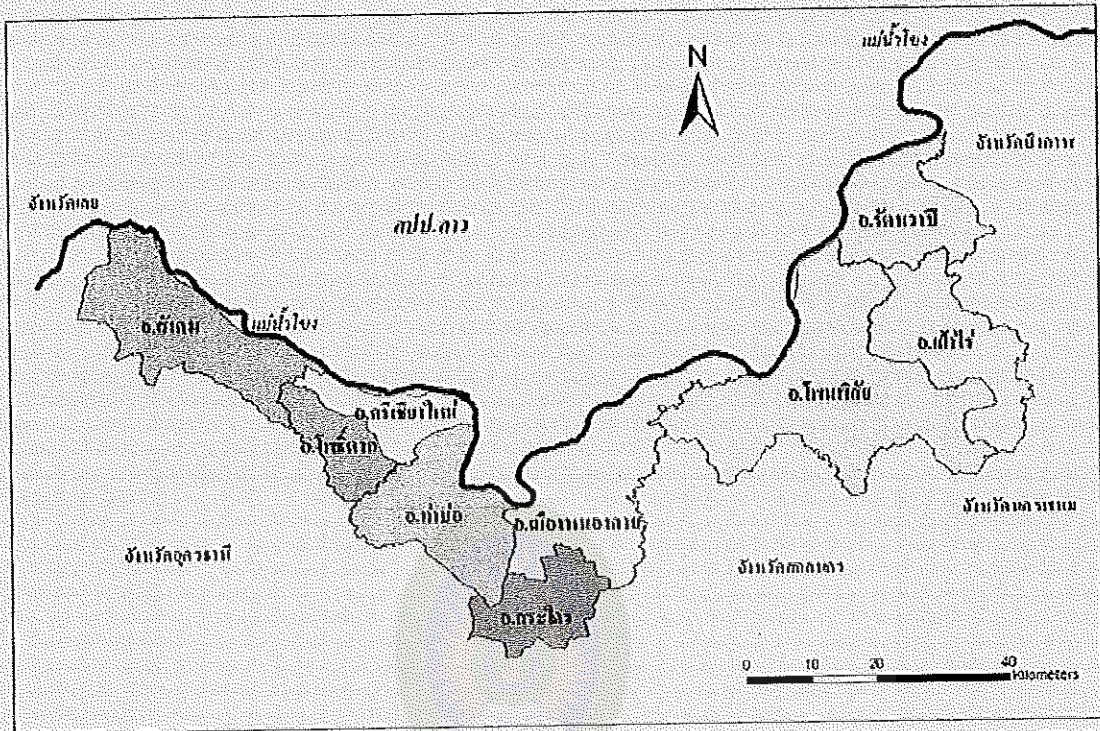 แม่น้ำโขง
N
จังหวัดบึงกาฬ
จังหวัดเลย
สปป.ลาว
อ.รัตนวาปี
อ.สังคม
แม่น้ำโขง
อ.เฝ้าไร่
อ.โพนพิสัย
อ.ศรีเชียงใหม่
อ.โพธิ์ตาก
อ.ท่าบ่อ
อ.เมืองหนองคาย
จังหวัดนครพนม
จังหวัดอุดรธานี
จังหวัดสกลนคร
อ.สระใคร
0 10 20 40
Kilometers